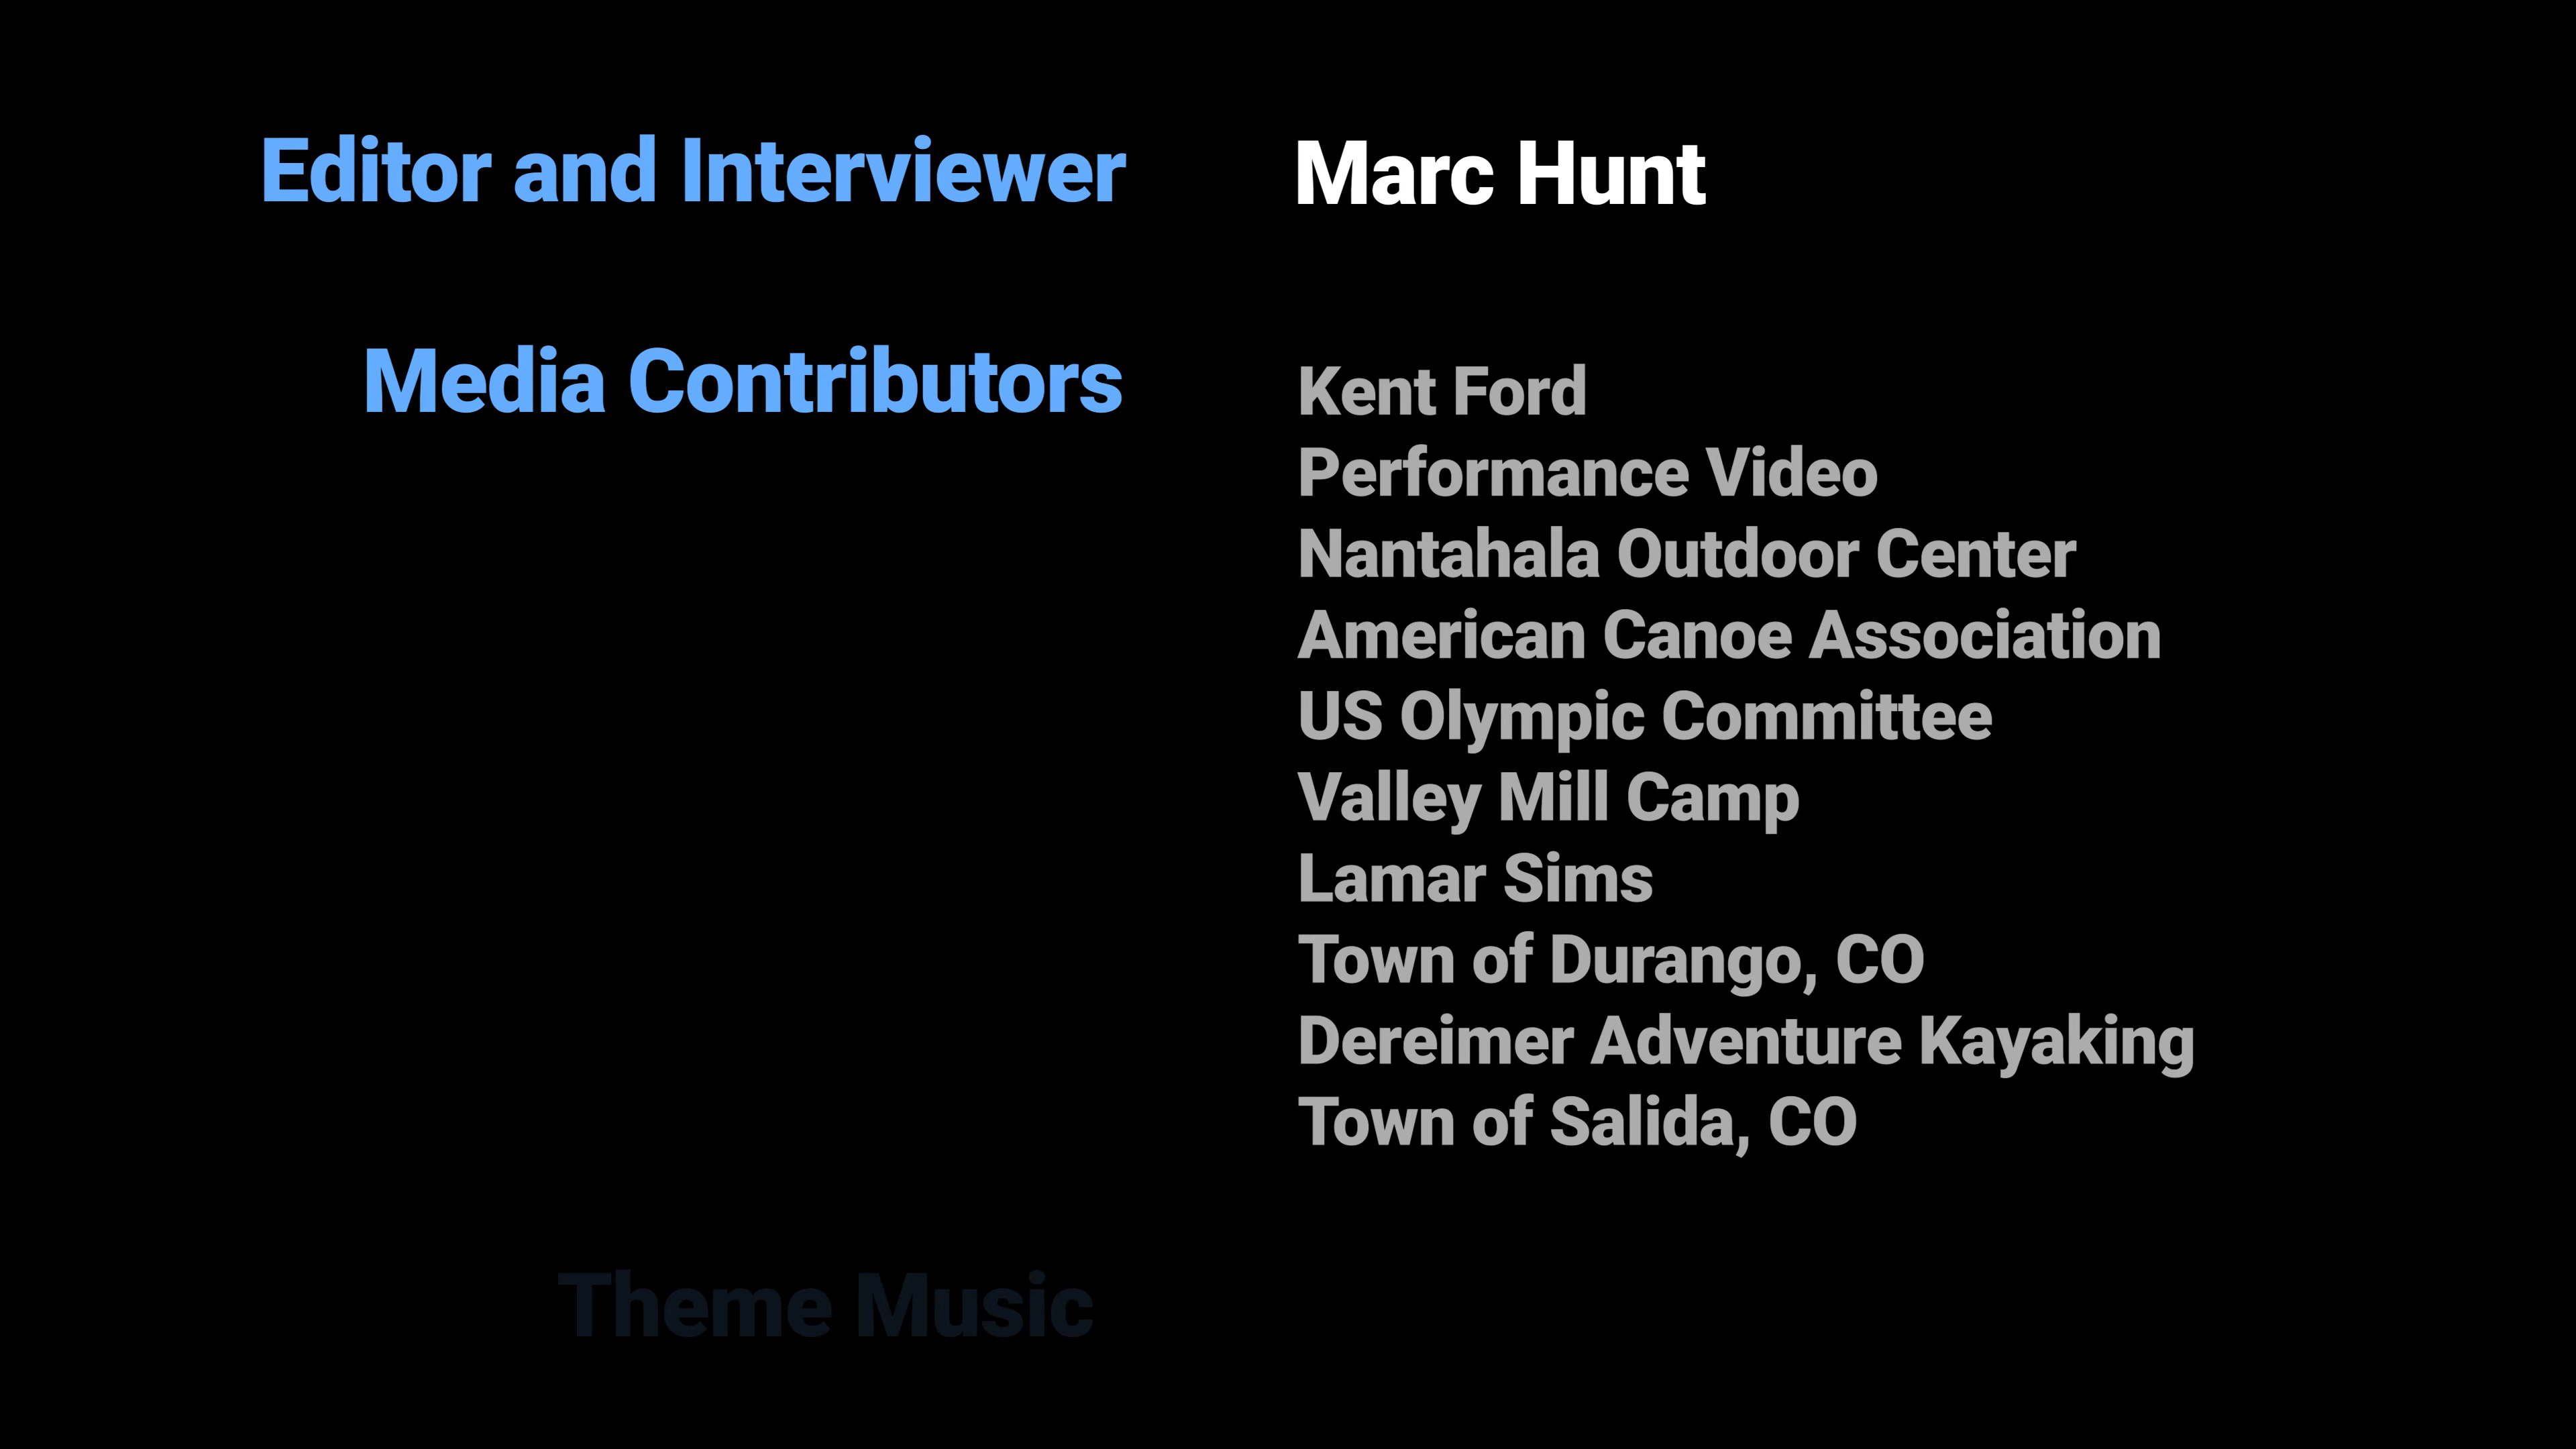 Editor and Interviewer
Marc Hunt
Media Contributors
Kent Ford
Performance Video
Nantahala Outdoor Center
American Canoe Association
US Olympic Committee
Valley Mill Camp
Lamar Sims
Town of Durango, CO
Dereimer Adventure Kayaking
Town of Salida, CO
Theme Music